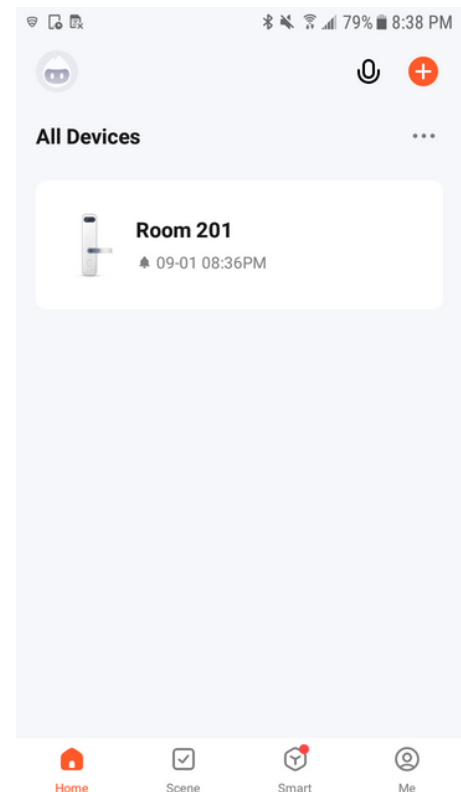 79% 8:38 PM
All Devices
Room 201
09-01 08:36PM
Home Scene Smart Me